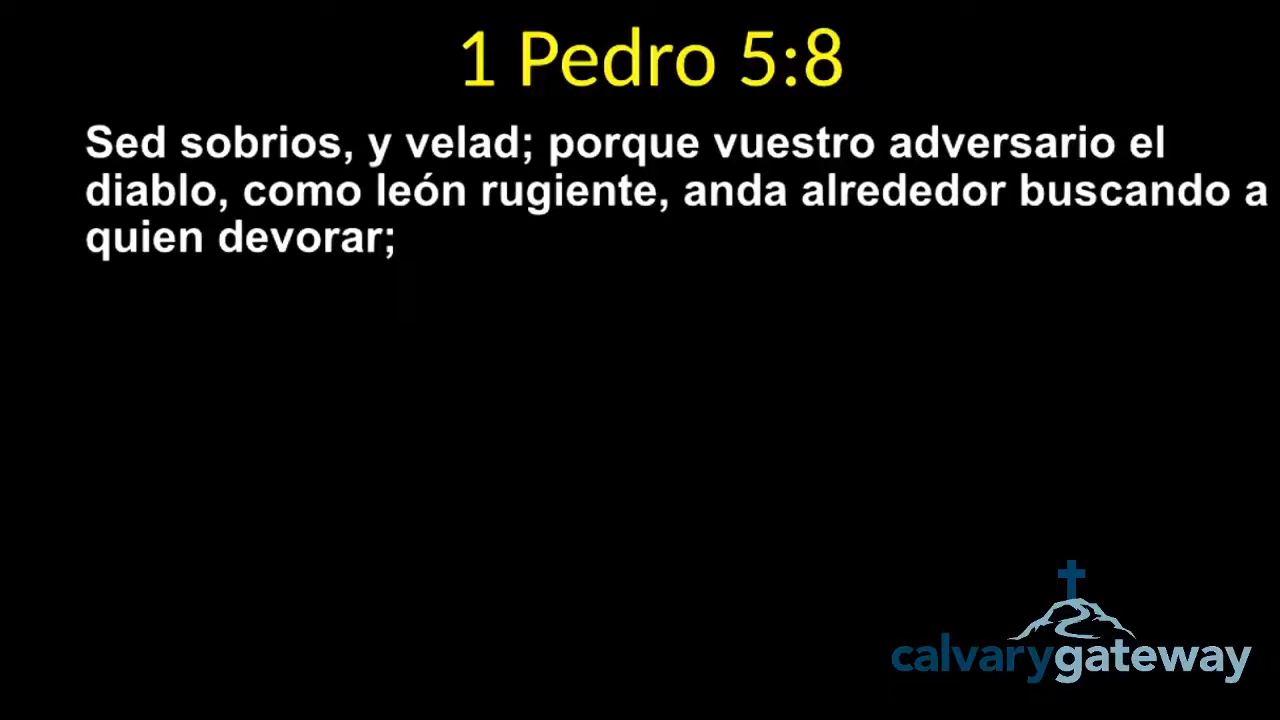 1 Pedro 5:8
Sed sobrios, y velad; porque vuestro adversario el
diablo, como león rugiente, anda alrededor buscando a
quien devorar;
calvarygateway